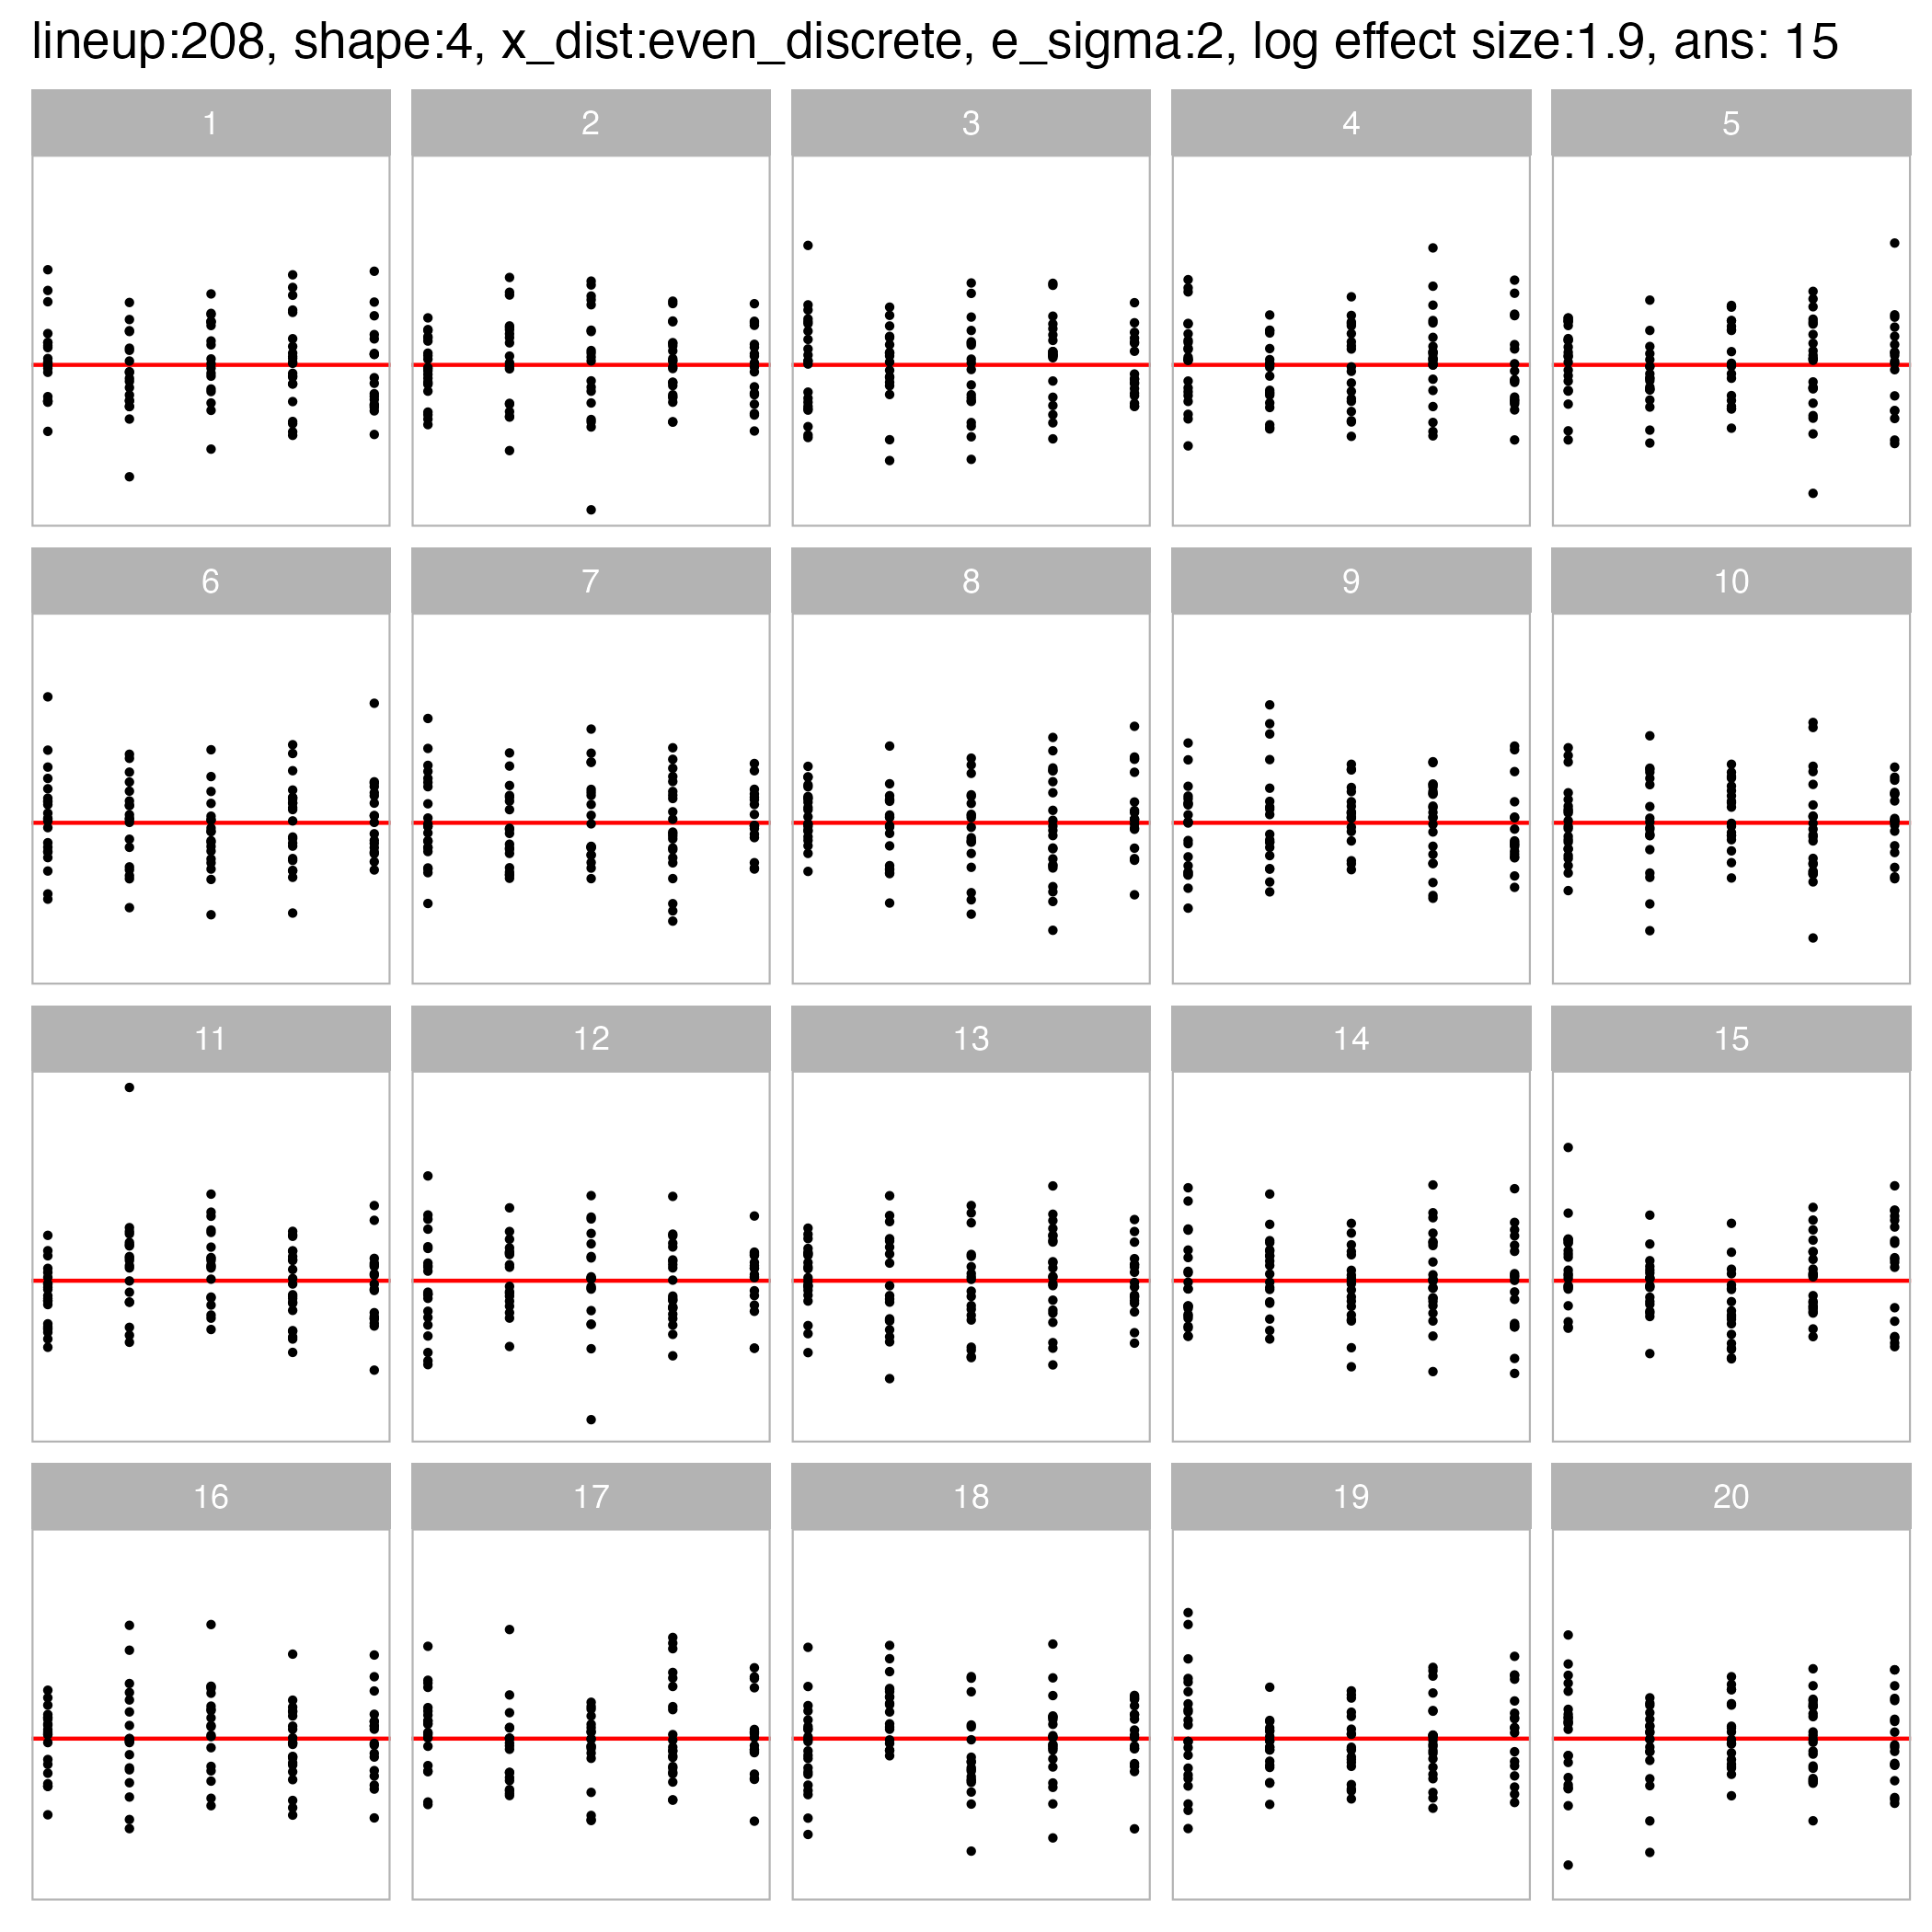 lineup:208, shape:4, x_dist:even_discrete, e_sigma:2, log effect size:1.9, ans: 15
1 2 3 4 5
6 7 8 9 10
11 12 13 14 15
16 17 18 19 20